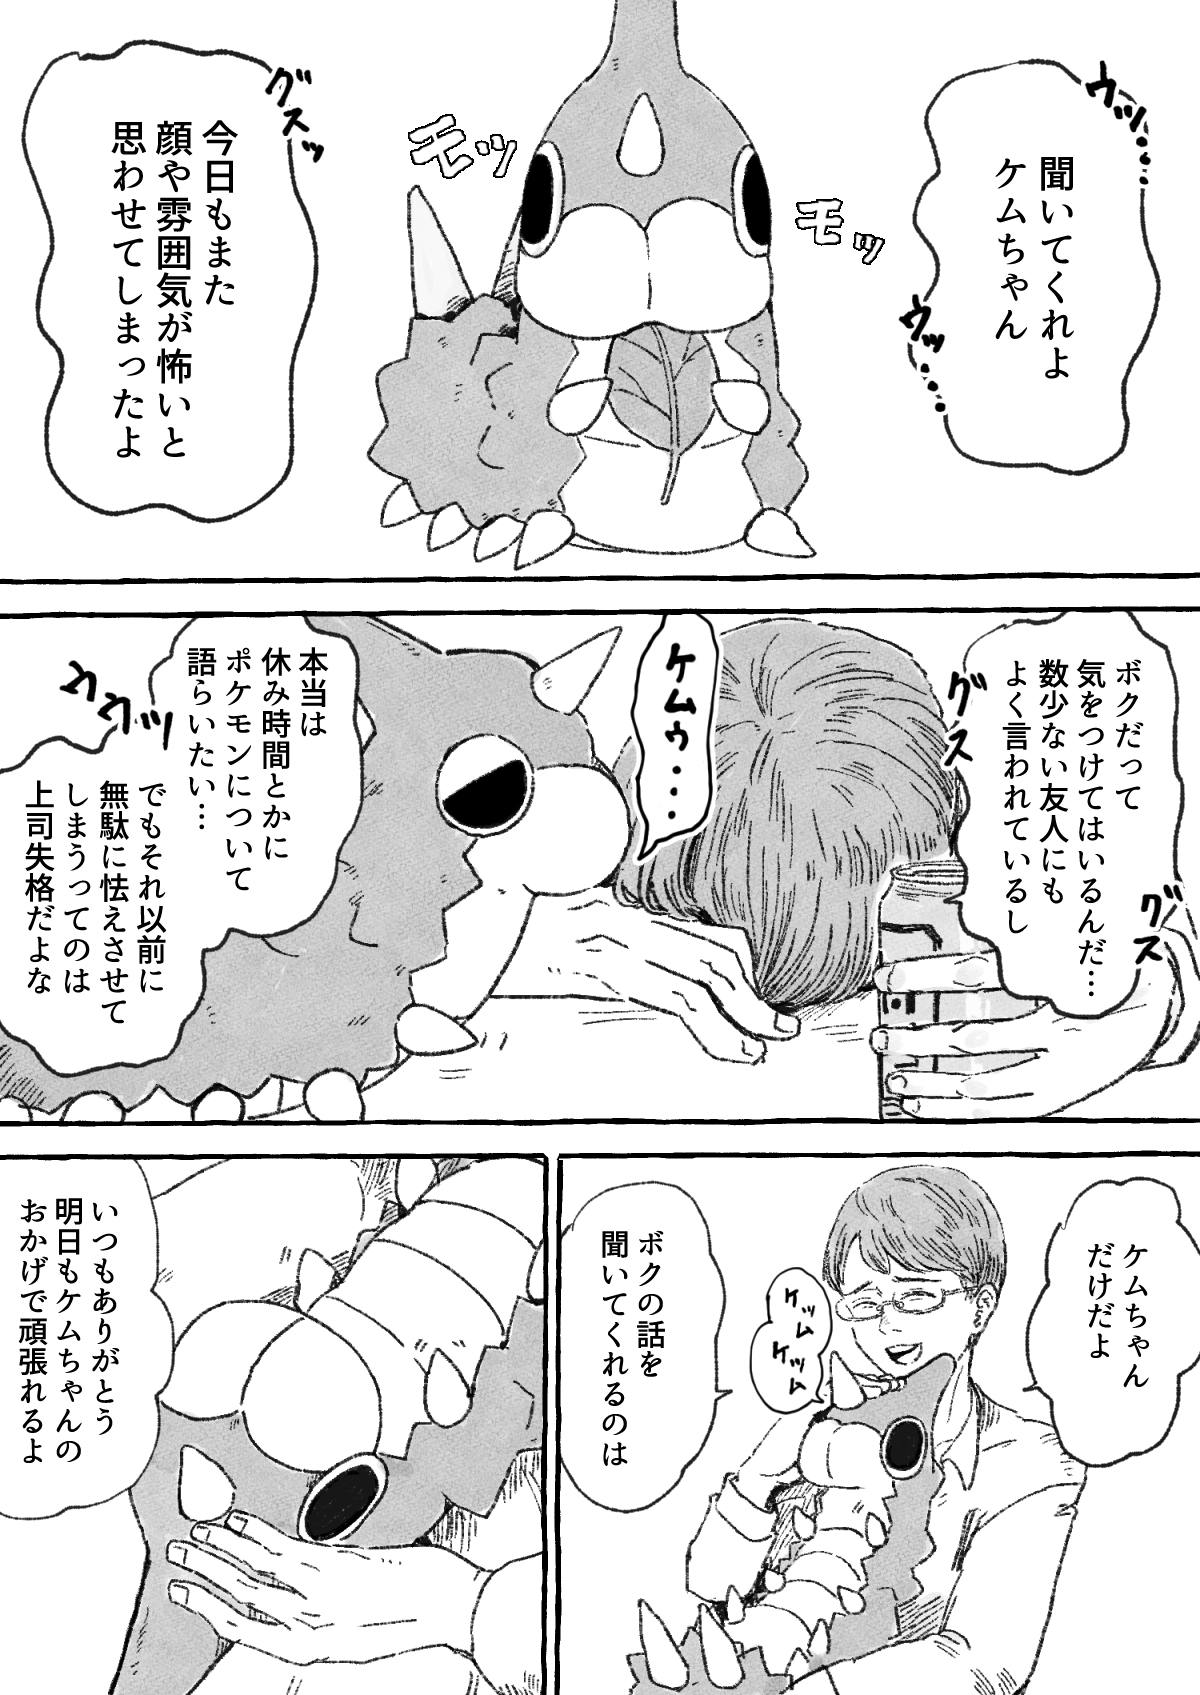 ウッ……
聞いてくれよ
ケムちゃん
ウッ……
モッ
モッ
グスッ
今日もまた
顔や雰囲気が怖いと
思わせてしまったよ
ボクだって
気をつけてはいるんだ…
数少ない友人にも
よく言われているし
グス
グス
ケムゥ・・・
本当は
休み時間とかに
ポケモンについて
語らいたい…
ウウウッ
でもそれ以前に
無駄に怯えさせて
しまうってのは
上司失格だよな
ケムちゃん
だけだよ
ケッム
ケッム
ボクの話を
聞いてくれるのは
いつもありがとう
明日もケムちゃんの
おかげで頑張れるよ